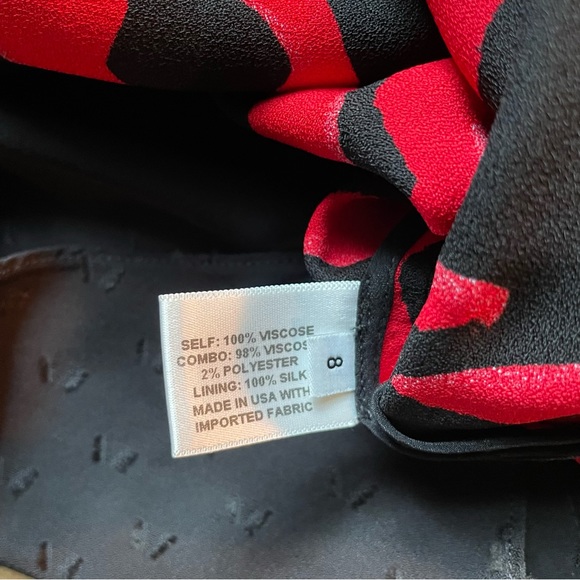 SELF: 100% VISCOSE
COMBO: 98% VISCOS
2% POLYESTER
LINING: 100% SILK
MADE IN USA WITH
IMPORTED FABRIC
8